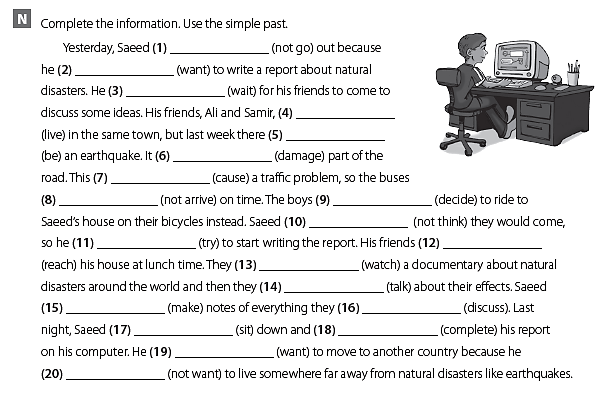 N Complete the information. Use the simple past.
Yesterday, Saeed (1) ________________ (not go) out because
he (2) ________________ (want) to write a report about natural
disasters. He (3) ________________ (wait) for his friends to come to
discuss some ideas. His friends, Ali and Samir, (4) ________________
(live) in the same town, but last week there (5) ________________
(be) an earthquake. It (6) ________________ (damage) part of the
road. This (7) ________________ (cause) a traffic problem, so the buses
(8) ________________ (not arrive) on time. The boys (9) ________________ (decide) to ride to
Saeed's house on their bicycles instead. Saeed (10) ________________ (not think) they would come,
so he (11) ________________ (try) to start writing the report. His friends (12) ________________
(reach) his house at lunch time. They (13) ________________ (watch) a documentary about natural
disasters around the world and then they (14) ________________ (talk) about their effects. Saeed
(15) ________________ (make) notes of everything they (16) ________________ (discuss). Last
night, Saeed (17) ________________ (sit) down and (18) ________________ (complete) his report
on his computer. He (19) ________________ (want) to move to another country because he
(20) ________________ (not want) to live somewhere far away from natural disasters like earthquakes.